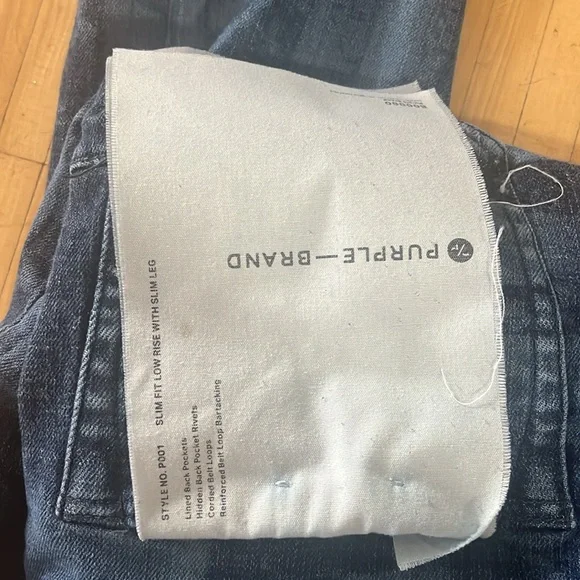 PURPLE—BRAND
STYLE NO. P001 SLIM FIT LOW RISE WITH SLIM LEG
Lined Back Pockets
Hidden Back Pocket Rivets
Corded Belt Loops
Reinforced Belt Loop Bartacking